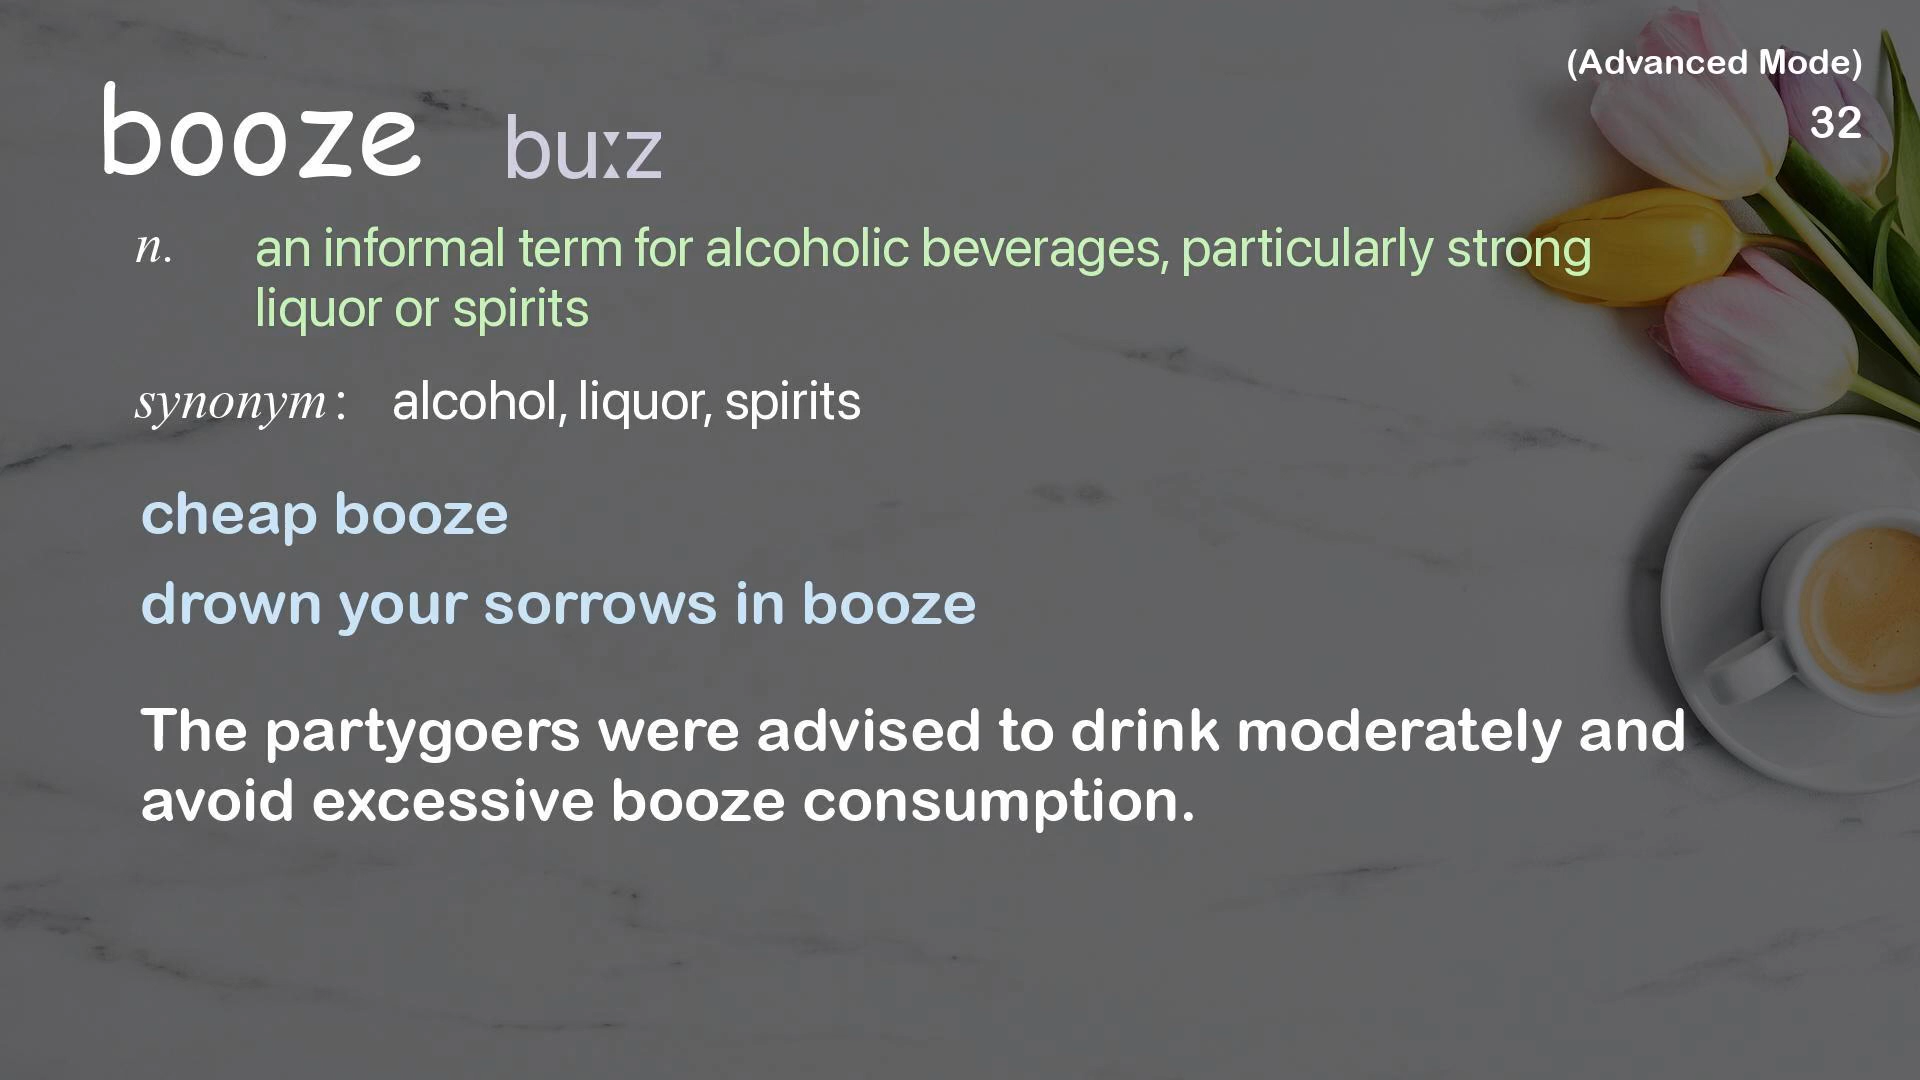 (Advanced Mode)
32
booze buːz
n. an informal term for alcoholic beverages, particularly strong
liquor or spirits
synonym: alcohol, liquor, spirits
cheap booze
drown your sorrows in booze
The partygoers were advised to drink moderately and
avoid excessive booze consumption.